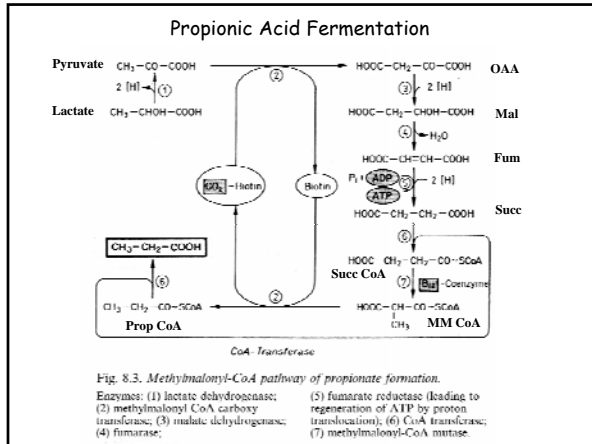 Propionic Acid Fermentation
Pyruvate CH₃-CO-COOH ② HOOC-CH₂-CO-COOH OAA
2 [H] ① ③ 2 [H]
Lactate CH₃-CHOH-COOH HOOC-CH₂-CHOH-COOH Mal
④ H₂O
HOOC-CH=CH-COOH Fum
Pᵢ+ ADP ⑤ 2 [H]
CO₂-Biotin Biotin ATP
HOOC-CH₂-CH₂-COOH Succ
⑥
CH₃-CH₂-COOH HOOC CH₂-CH₂-CO-SCoA
Succ CoA
⑥ ⑦ B₁₂-Coenzyme
CH₃ CH₂-CO-SCoA ② HOOC-CH-CO-SCoA
Prop CoA CH₃ MM CoA
CoA-Transferase
Fig. 8.3. Methylmalonyl-CoA pathway of propionate formation.
Enzymes: (1) lactate dehydrogenase;
(2) methylmalonyl CoA carboxy
transferase; (3) malate dehydrogenase;
(4) fumarase;
(5) fumarate reductase (leading to
regeneration of ATP by proton
translocation); (6) CoA transferase;
(7) methylmalonyl-CoA mutase.